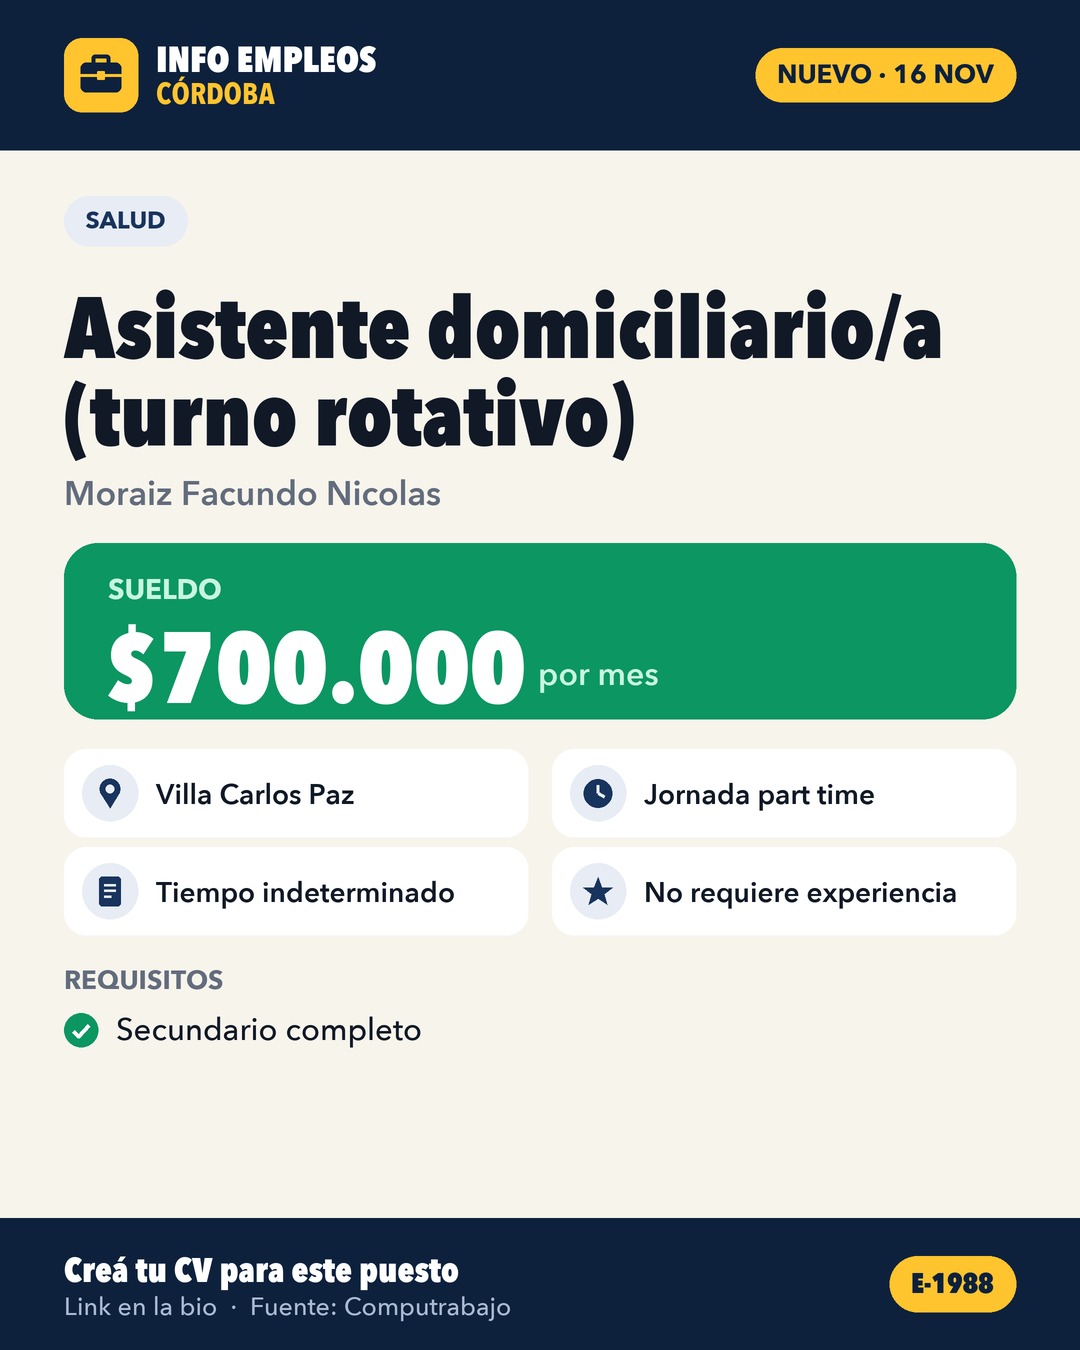 INFO EMPLEOS
CÓRDOBA
NUEVO · 16 NOV
SALUD
Asistente domiciliario/a
(turno rotativo)
Moraiz Facundo Nicolas
SUELDO
$700.000 por mes
Villa Carlos Paz
Jornada part time
Tiempo indeterminado
No requiere experiencia
REQUISITOS
Secundario completo
Creá tu CV para este puesto
Link en la bio · Fuente: Computrabajo
E-1988